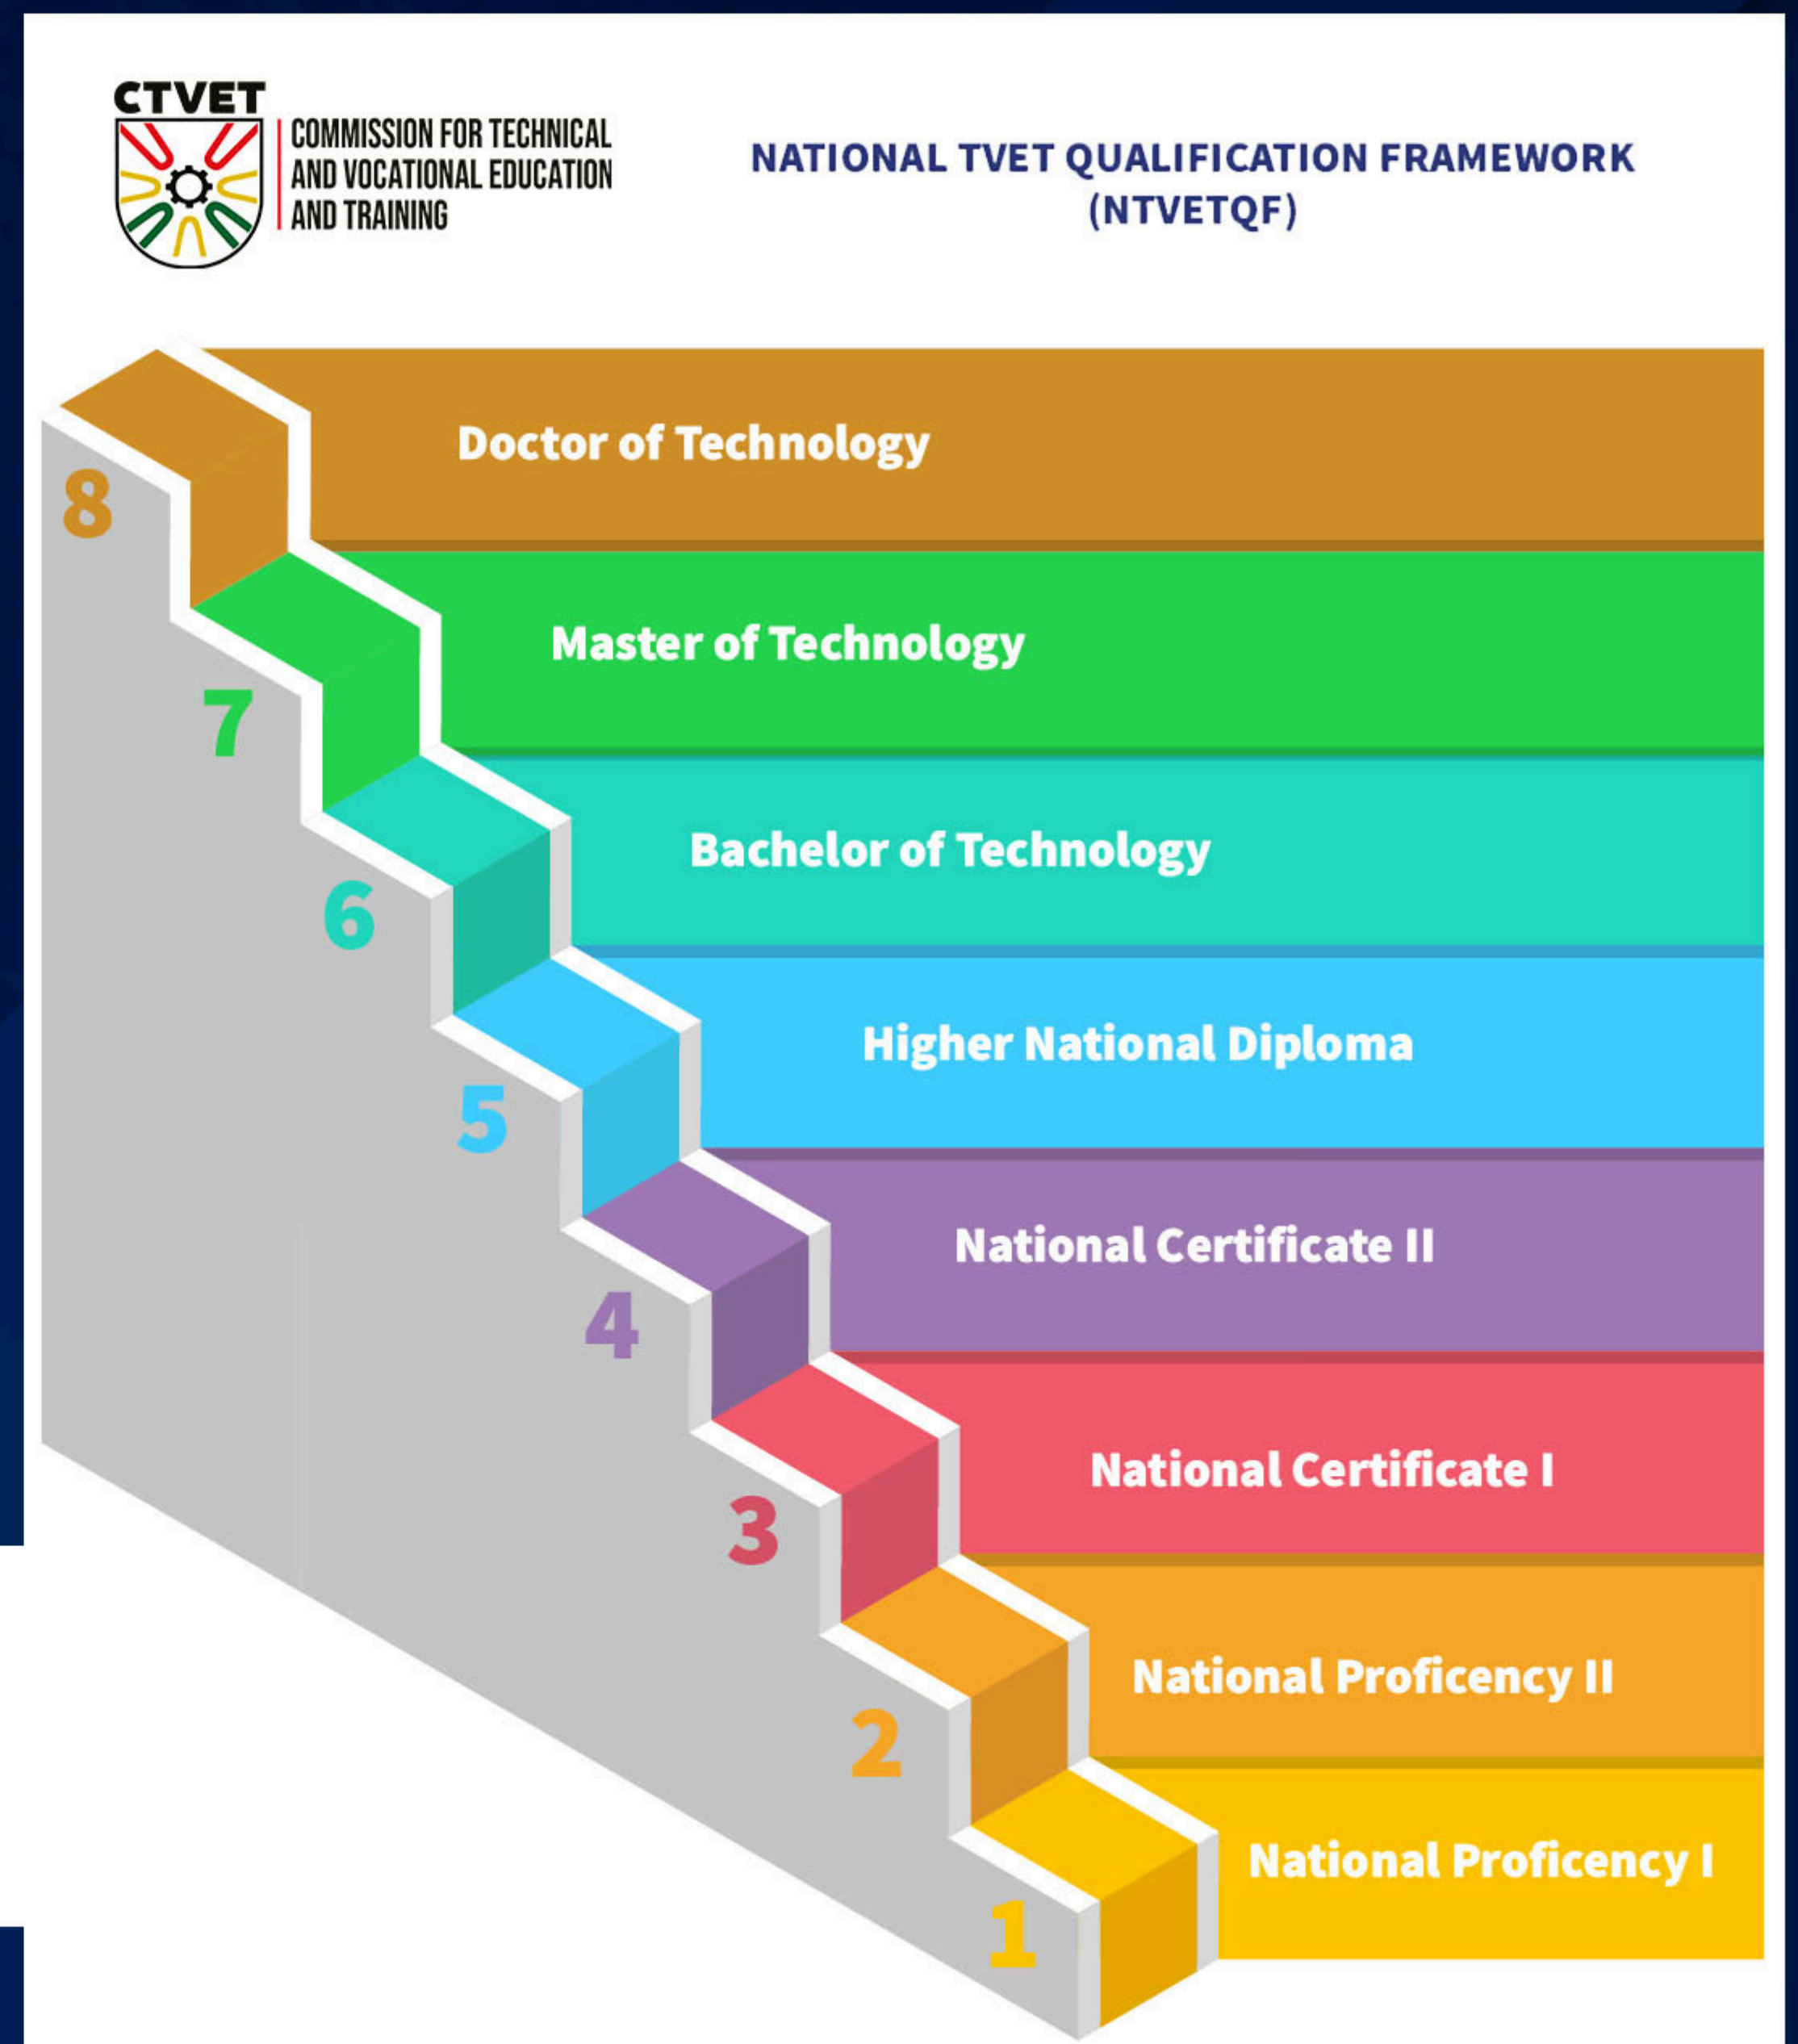 CTVET
COMMISSION FOR TECHNICAL
AND VOCATIONAL EDUCATION
AND TRAINING
NATIONAL TVET QUALIFICATION FRAMEWORK
(NTVETQF)
8
Doctor of Technology
7
Master of Technology
6
Bachelor of Technology
5
Higher National Diploma
4
National Certificate II
3
National Certificate I
2
National Proficency II
1
National Proficency I